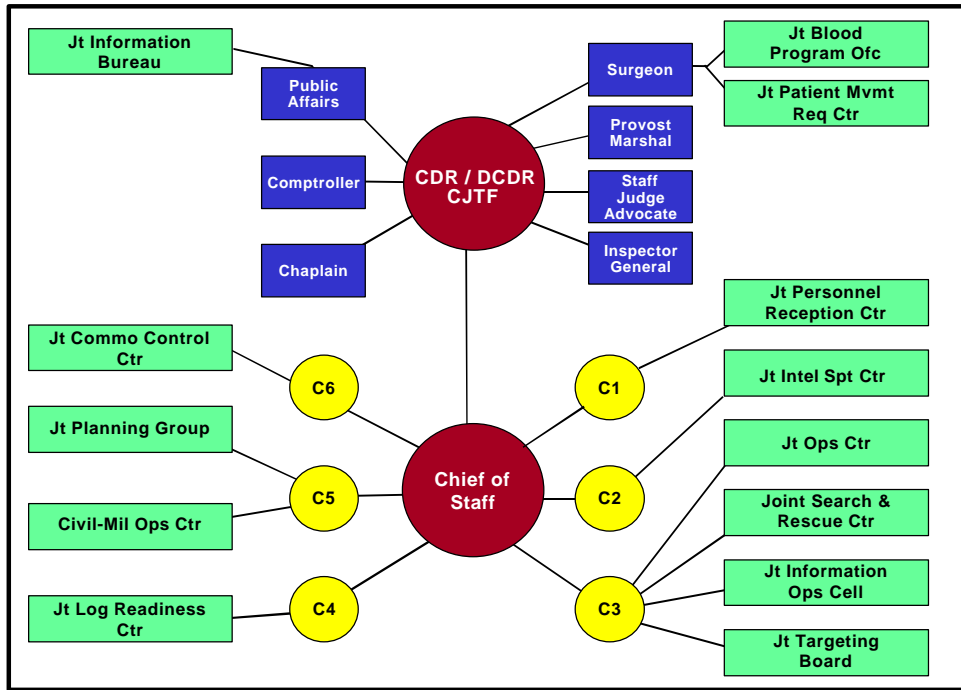 Jt Information
Bureau
Public
Affairs
Comptroller
Chaplain
CDR / DCDR
CJTF
Surgeon
Provost
Marshal
Staff
Judge
Advocate
Inspector
General
Jt Blood
Program Ofc
Jt Patient Mvmt
Req Ctr
Jt Commo Control
Ctr
Jt Planning Group
Civil-Mil Ops Ctr
Jt Log Readiness
Ctr
C6
C5
C4
Chief of
Staff
C1
C2
C3
Jt Personnel
Reception Ctr
Jt Intel Spt Ctr
Jt Ops Ctr
Joint Search &
Rescue Ctr
Jt Information
Ops Cell
Jt Targeting
Board